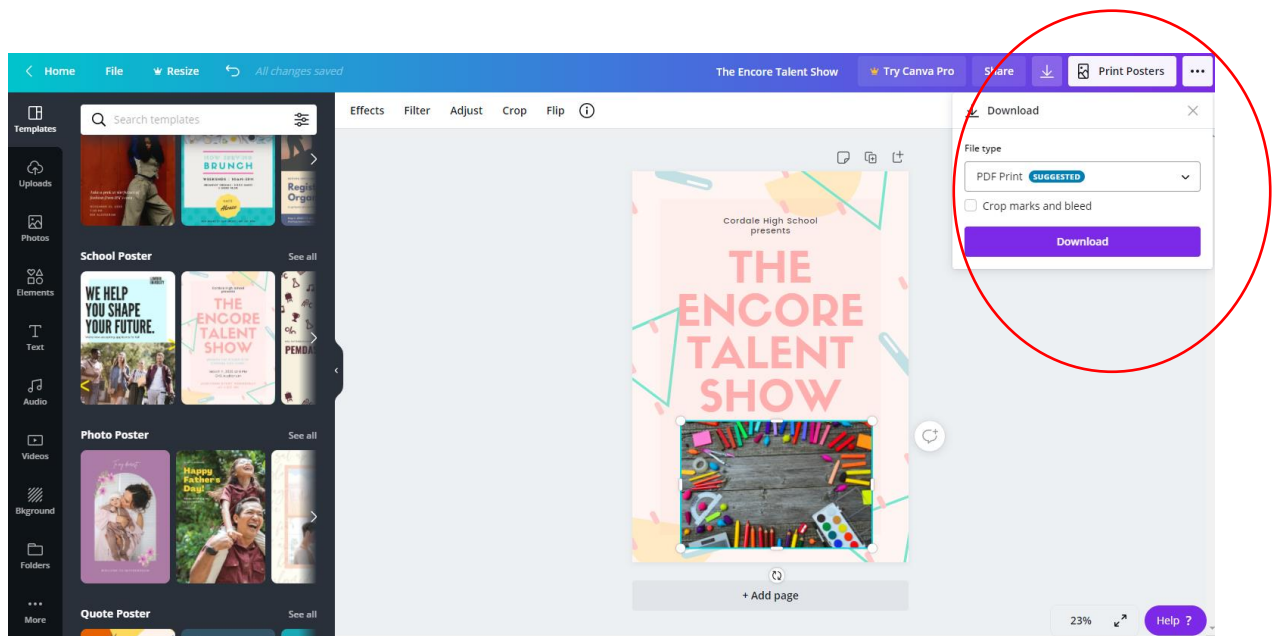 Home File Resize All changes saved The Encore Talent Show Try Canva Pro Share Print Posters
Templates
Uploads
Photos
Elements
Text
Audio
Videos
Bkground
Folders
More
Search templates
BRUNCH
Regist
Orga
School Poster See all
WE HELP
YOU SHAPE
YOUR FUTURE.
THE
ENCORE
TALENT
SHOW
PEMDA
Photo Poster See all
Happy
Father's
Day!
Quote Poster See all
Effects Filter Adjust Crop Flip
Cordale High School
presents
THE
ENCORE
TALENT
SHOW
+ Add page
Download
File type
PDF Print SUGGESTED
Crop marks and bleed
Download
23% Help ?